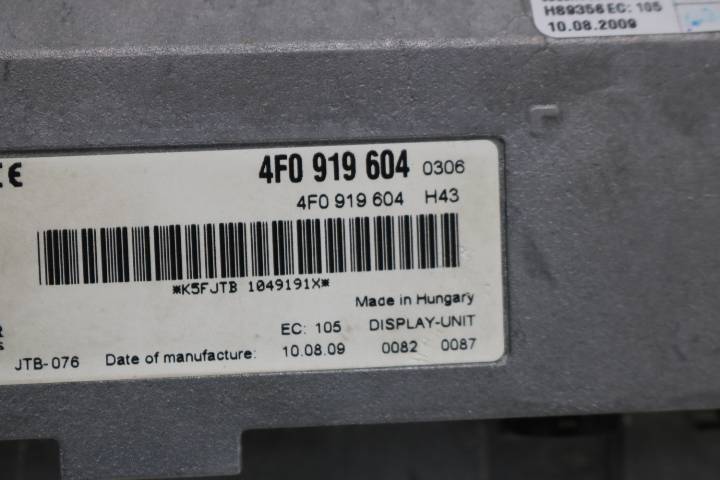 H89356 EC: 105
10.08.2009
CE
4F0 919 604 0306
4F0 919 604 H43
*K5FJTB 1049191X*
Made in Hungary
EC: 105 DISPLAY-UNIT
JTB-076 Date of manufacture: 10.08.09 0082 0087